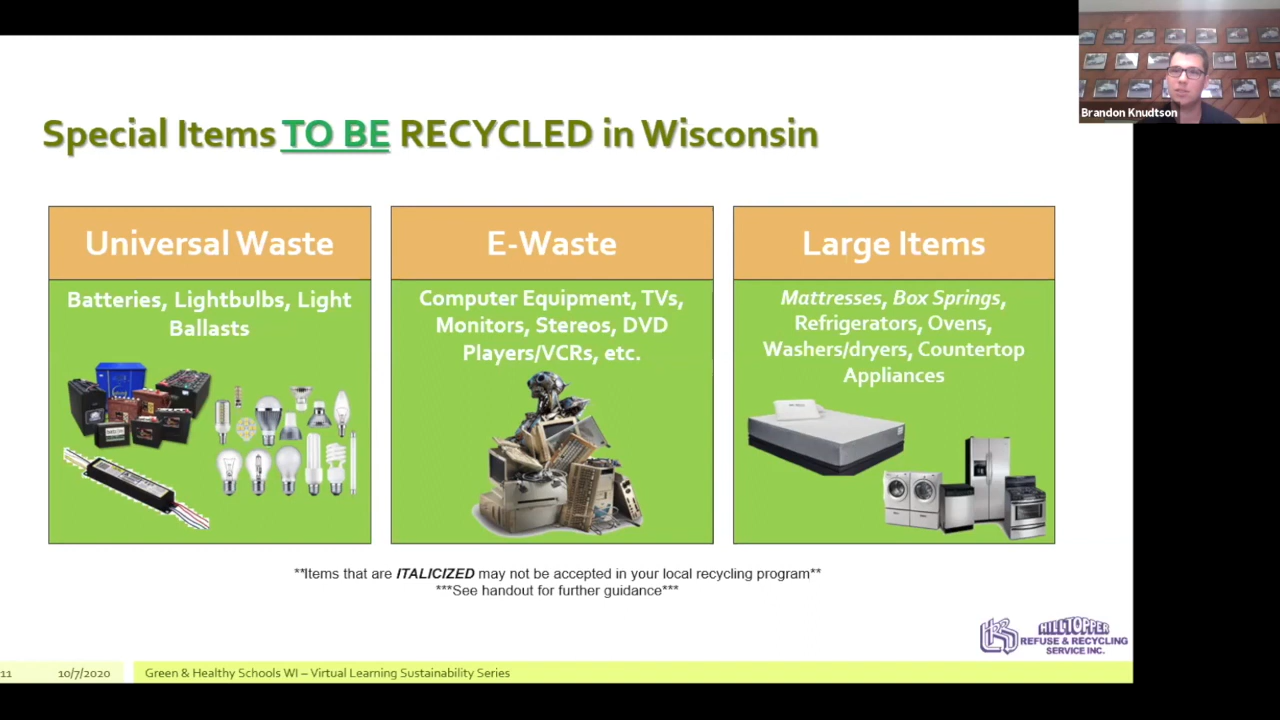 Brandon Knudtson
Special Items TO BE RECYCLED in Wisconsin
Universal Waste
Batteries, Lightbulbs, Light
Ballasts
E-Waste
Computer Equipment, TVs,
Monitors, Stereos, DVD
Players/VCRs, etc.
Large Items
Mattresses, Box Springs,
Refrigerators, Ovens,
Washers/dryers, Countertop
Appliances
**Items that are ITALICIZED may not be accepted in your local recycling program**
***See handout for further guidance***
HILLTOPPER
REFUSE & RECYCLING
SERVICE INC.
11 10/7/2020 Green & Healthy Schools WI – Virtual Learning Sustainability Series